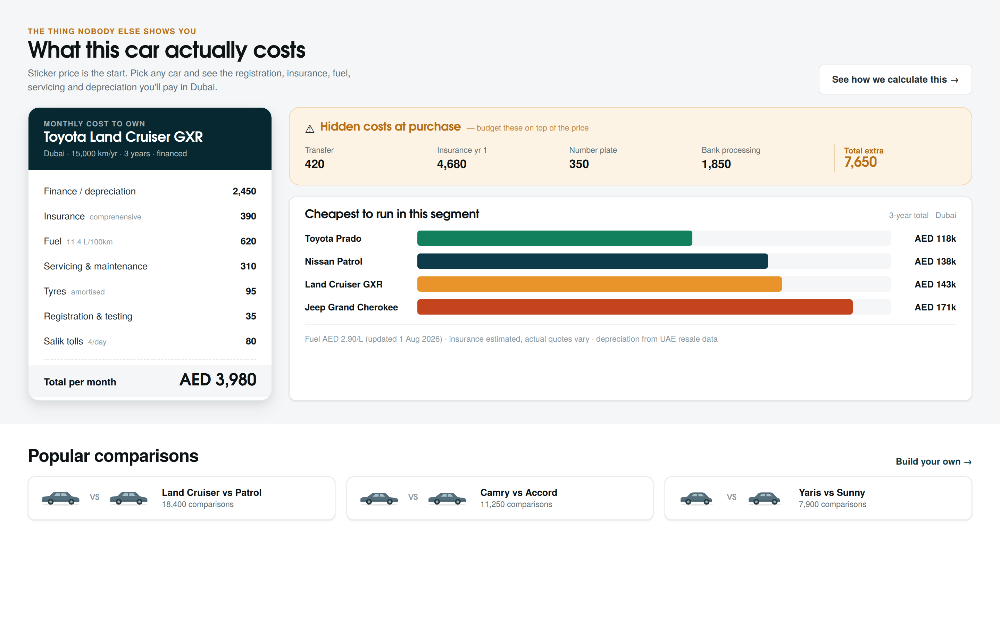 THE THING NOBODY ELSE SHOWS YOU
What this car actually costs
Sticker price is the start. Pick any car and see the registration, insurance, fuel,
servicing and depreciation you'll pay in Dubai.
See how we calculate this →
MONTHLY COST TO OWN
Toyota Land Cruiser GXR
Dubai · 15,000 km/yr · 3 years · financed
Finance / depreciation 2,450
Insurance comprehensive 390
Fuel 11.4 L/100km 620
Servicing & maintenance 310
Tyres amortised 95
Registration & testing 35
Salik tolls 4/day 80
Total per month AED 3,980
⚠ Hidden costs at purchase — budget these on top of the price
Transfer Insurance yr 1 Number plate Bank processing Total extra
420 4,680 350 1,850 7,650
Cheapest to run in this segment 3-year total · Dubai
Toyota Prado AED 118k
Nissan Patrol AED 138k
Land Cruiser GXR AED 143k
Jeep Grand Cherokee AED 171k
Fuel AED 2.90/L (updated 1 Aug 2026) · insurance estimated, actual quotes vary · depreciation from UAE resale data
Popular comparisons
Build your own →
VS
Land Cruiser vs Patrol
18,400 comparisons
VS
Camry vs Accord
11,250 comparisons
VS
Yaris vs Sunny
7,900 comparisons